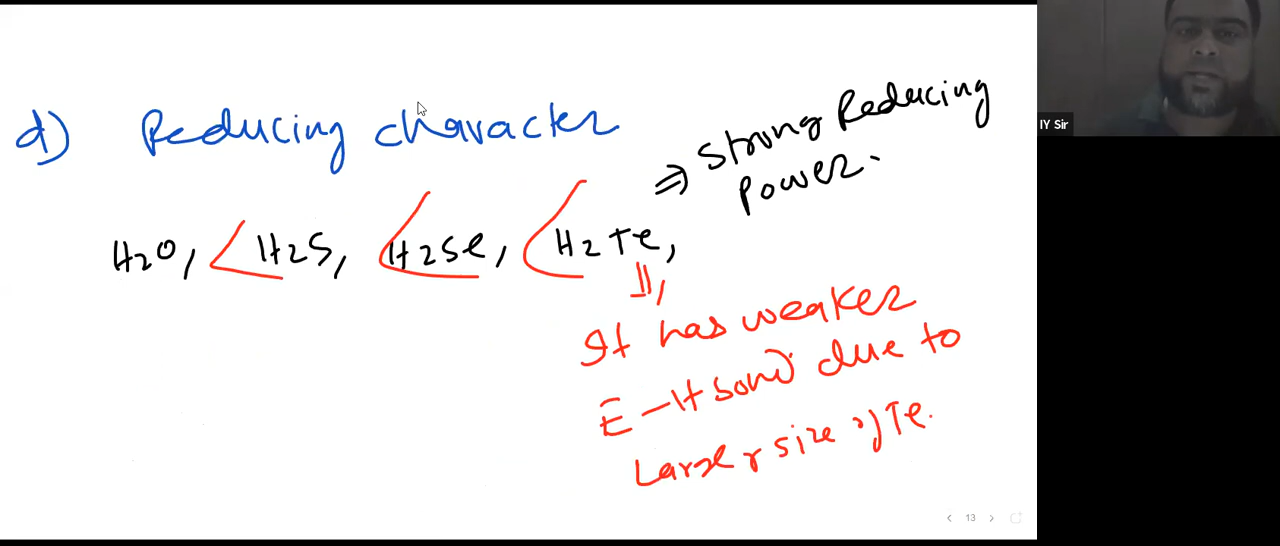 d) Reducing character
⇒ Strong Reducing
Power.
H2O, < H2S, < H2Se, < H2Te,
⇓,
It has weaker
E-H bond due to
Larger size of Te.
IY Sir
13